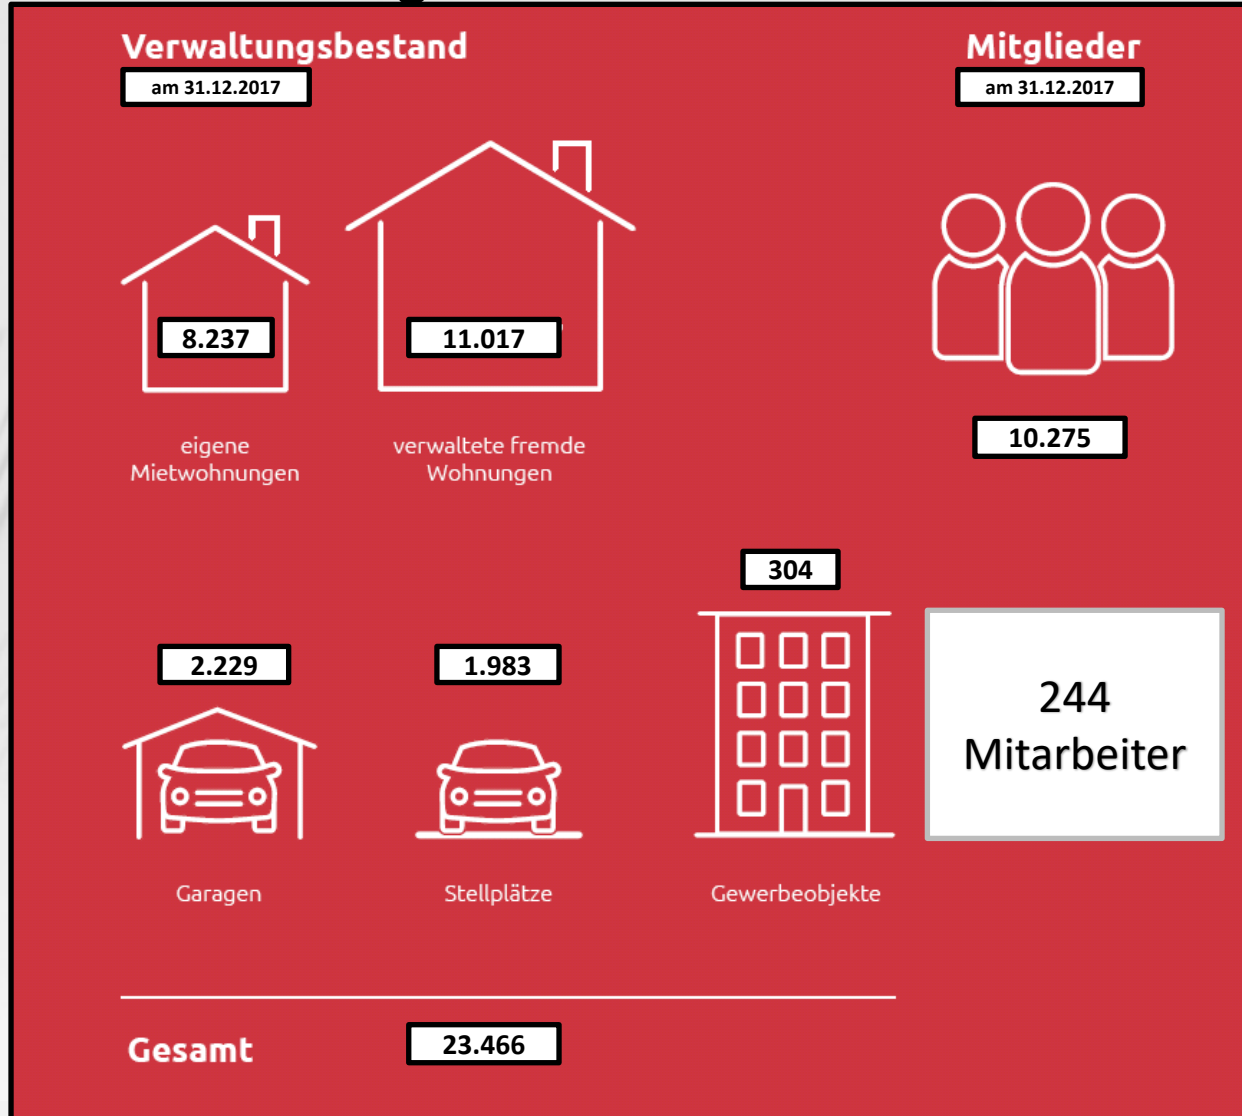 Verwaltungsbestand
am 31.12.2017
Mitglieder
am 31.12.2017
8.237
11.017
eigene
Mietwohnungen
verwaltete fremde
Wohnungen
10.275
304
2.229
1.983
244
Mitarbeiter
Garagen
Stellplätze
Gewerbeobjekte
Gesamt
23.466